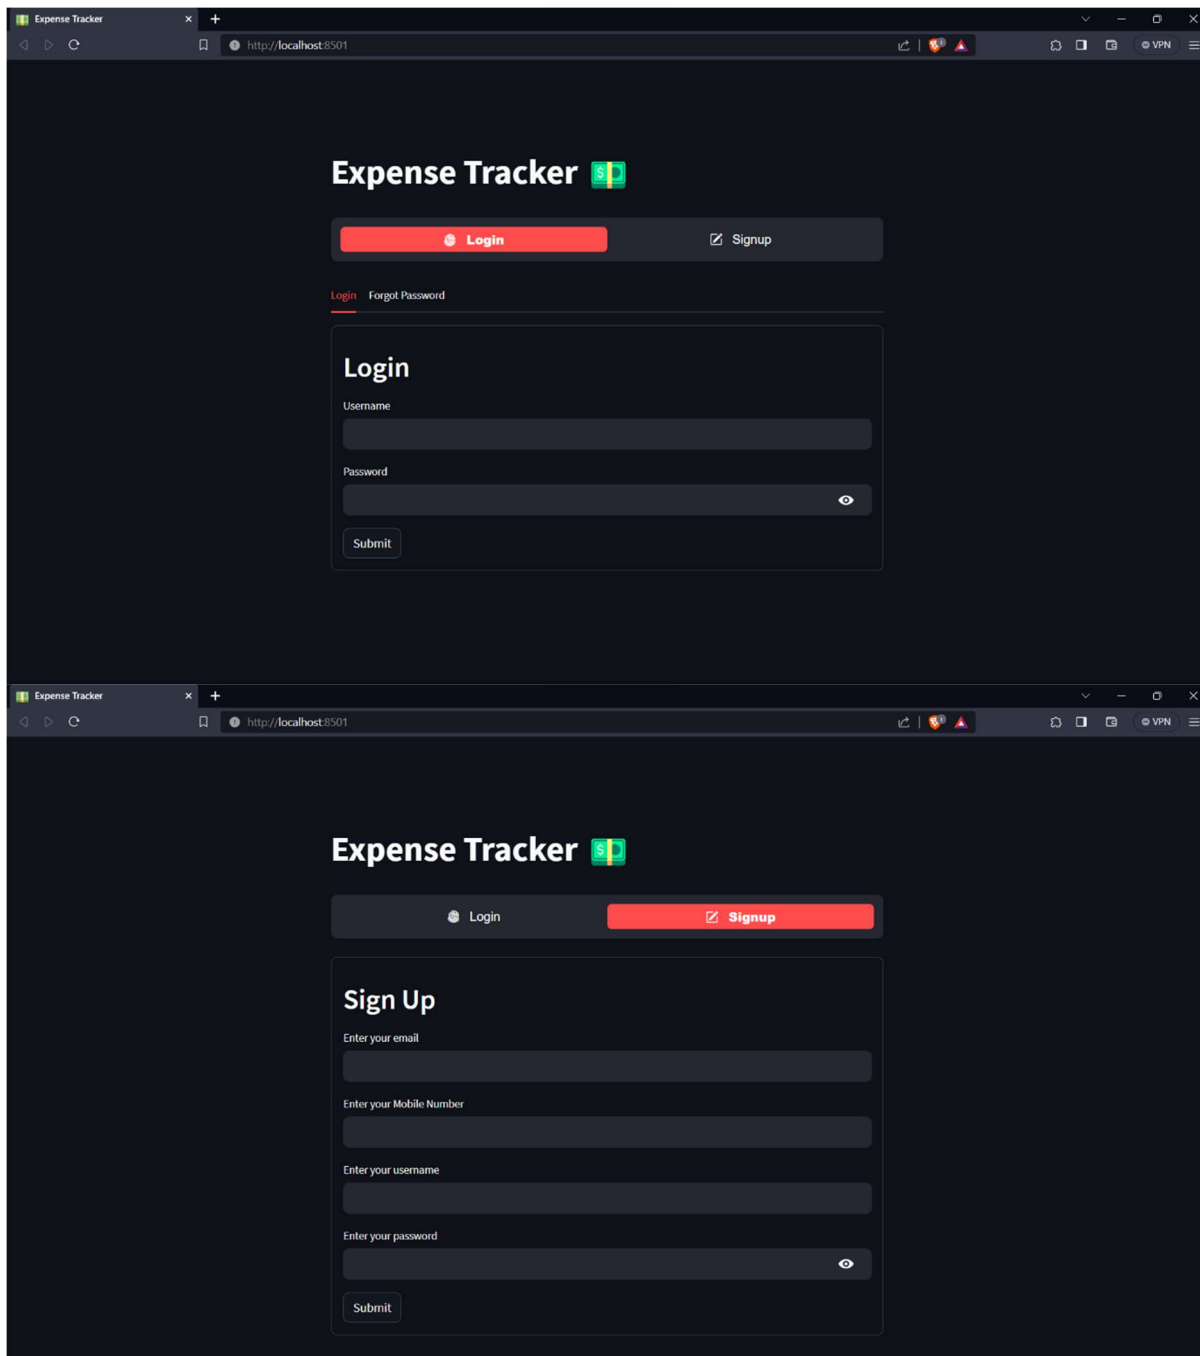 Expense Tracker
http://localhost:8501
VPN
Expense Tracker
Login Signup
Login Forgot Password
Login
Username
Password
Submit
Expense Tracker
http://localhost:8501
VPN
Expense Tracker
Login Signup
Sign Up
Enter your email
Enter your Mobile Number
Enter your username
Enter your password
Submit